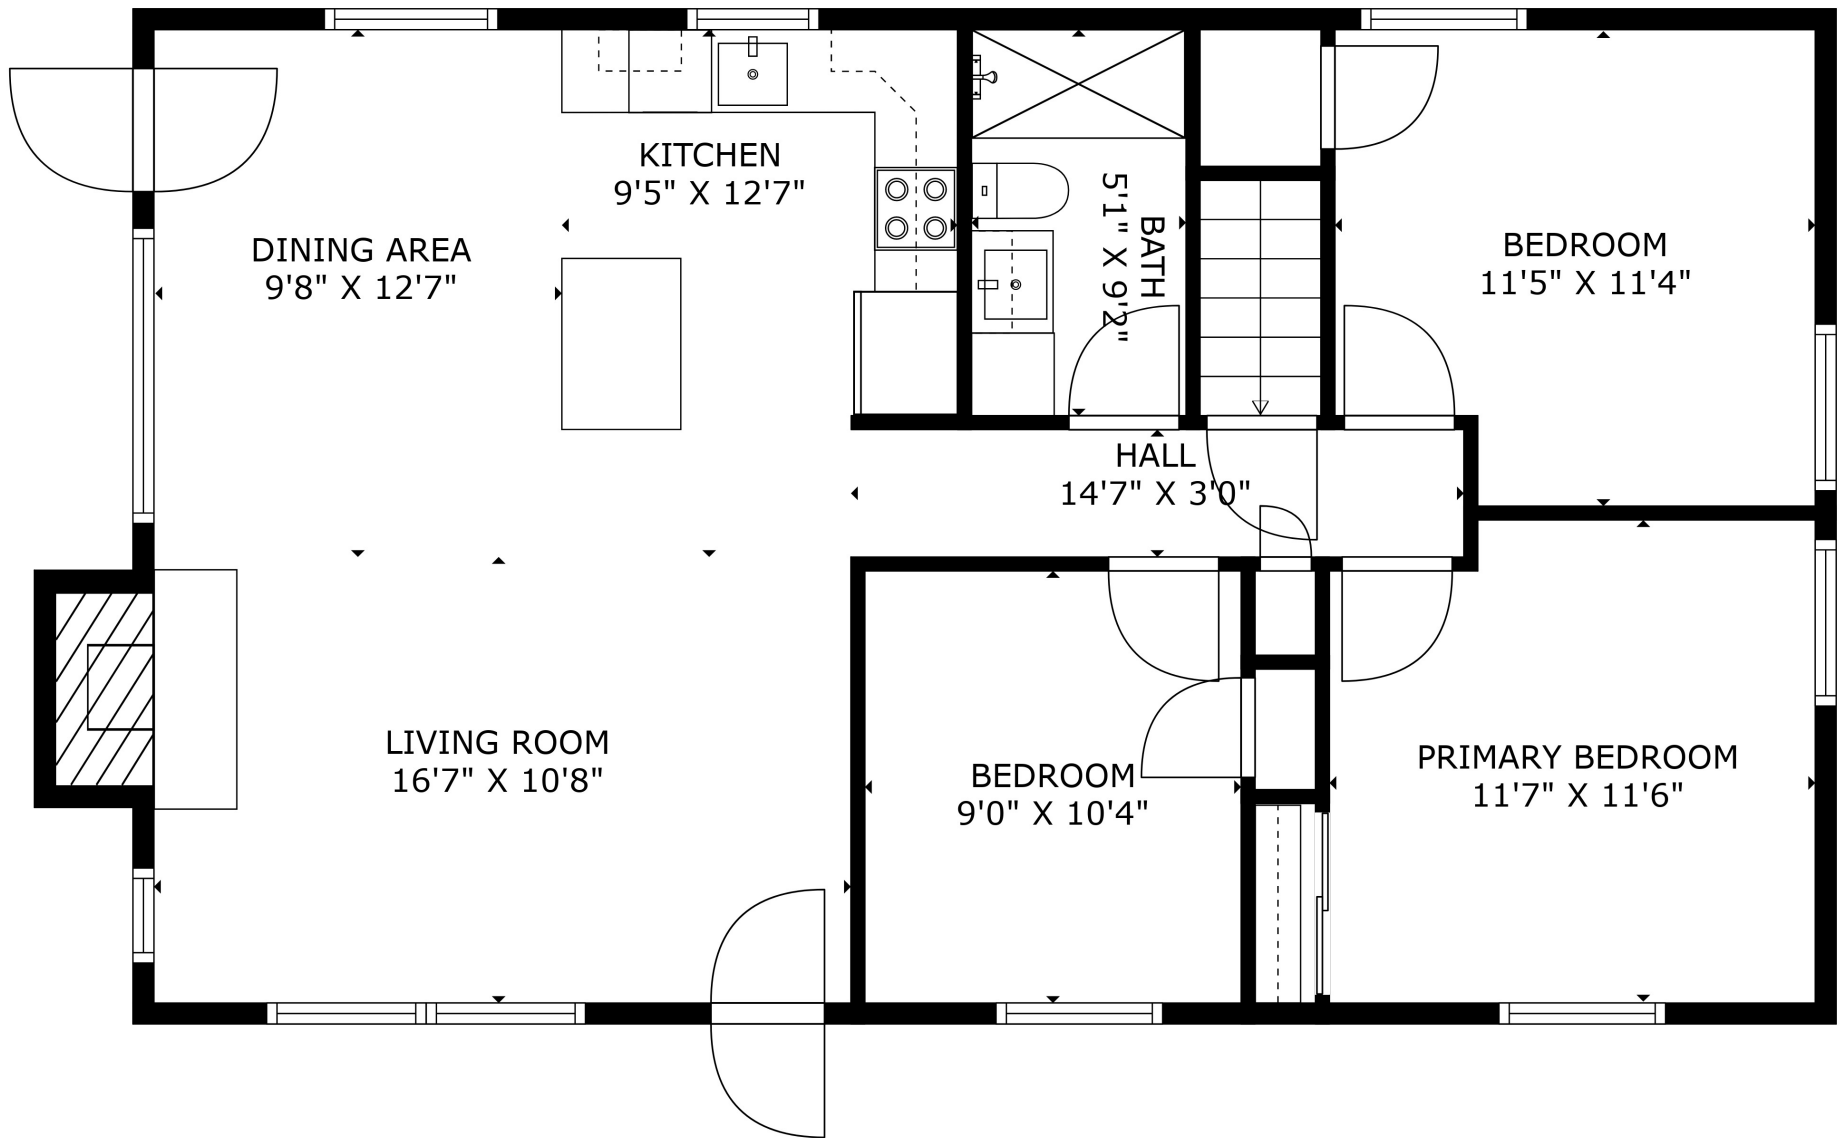 KITCHEN
9'5" X 12'7"
DINING AREA
9'8" X 12'7"
BATH
5'1" X 9'2"
BEDROOM
11'5" X 11'4"
HALL
14'7" X 3'0"
LIVING ROOM
16'7" X 10'8"
BEDROOM
9'0" X 10'4"
PRIMARY BEDROOM
11'7" X 11'6"